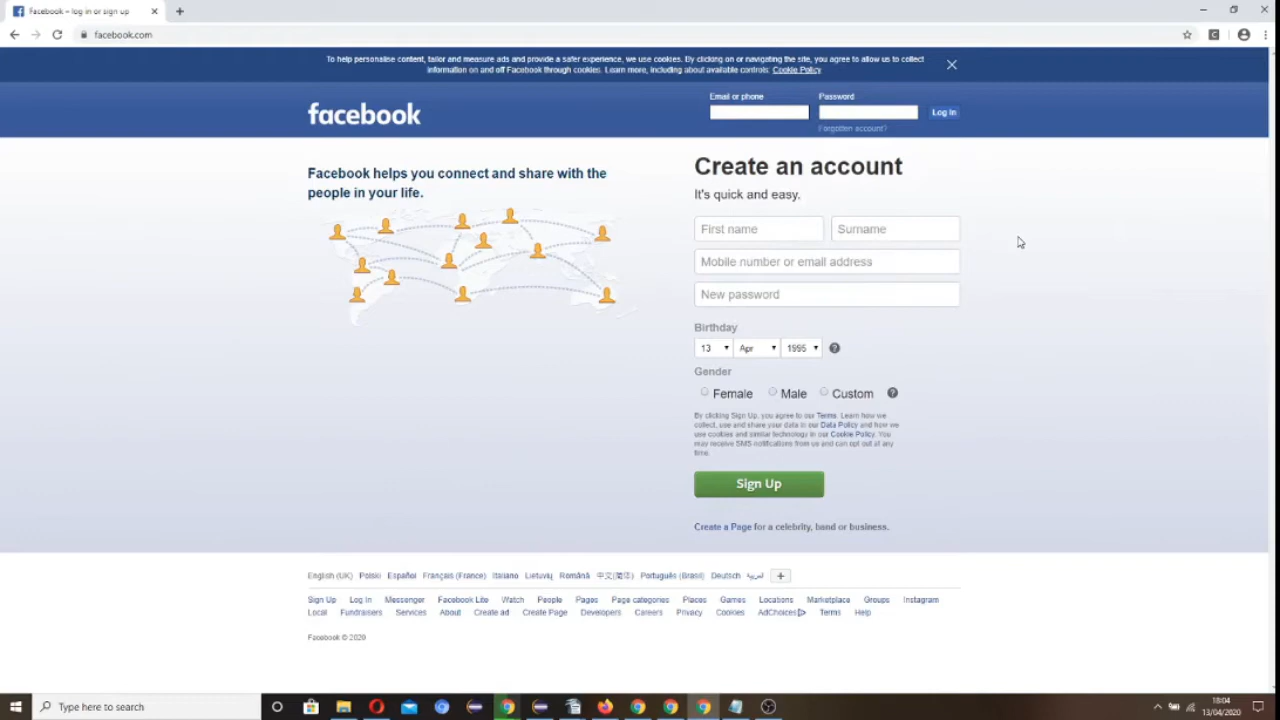 Facebook – log in or sign up
facebook.com
To help personalise content, tailor and measure ads and provide a safer experience, we use cookies. By clicking on or navigating the site, you agree to allow us to collect
information on and off Facebook through cookies. Learn more, including about available controls: Cookie Policy.
facebook
Email or phone
Password
Log In
Forgotten account?
Facebook helps you connect and share with the
people in your life.
Create an account
It's quick and easy.
First name
Surname
Mobile number or email address
New password
Birthday
13 Apr 1995
Gender
Female Male Custom
By clicking Sign Up, you agree to our Terms. Learn how we
collect, use and share your data in our Data Policy and how we
use cookies and similar technology in our Cookie Policy. You
may receive SMS notifications from us and can opt out at any
time.
Sign Up
Create a Page for a celebrity, band or business.
English (UK) Polski Español Français (France) Italiano Lietuvių Română 中文(简体) Português (Brasil) Deutsch العربية
Sign Up Log In Messenger Facebook Lite Watch People Pages Page categories Places Games Locations Marketplace Groups Instagram
Local Fundraisers Services About Create ad Create Page Developers Careers Privacy Cookies AdChoices Terms Help
Facebook © 2020
Type here to search
18:04
13/04/2020